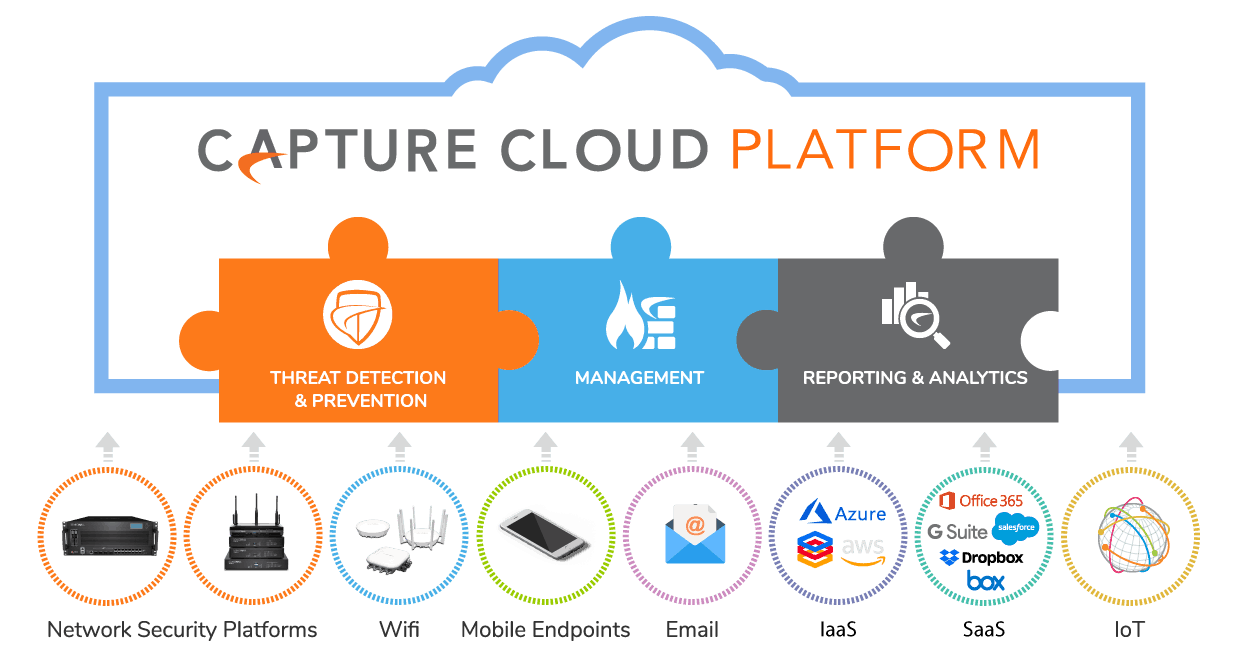 CAPTURE CLOUD PLATFORM
THREAT DETECTION
& PREVENTION
MANAGEMENT
REPORTING & ANALYTICS
@
Azure
aws
Office 365
G Suite
salesforce
Dropbox
box
Network Security Platforms
Wifi
Mobile Endpoints
Email
IaaS
SaaS
IoT